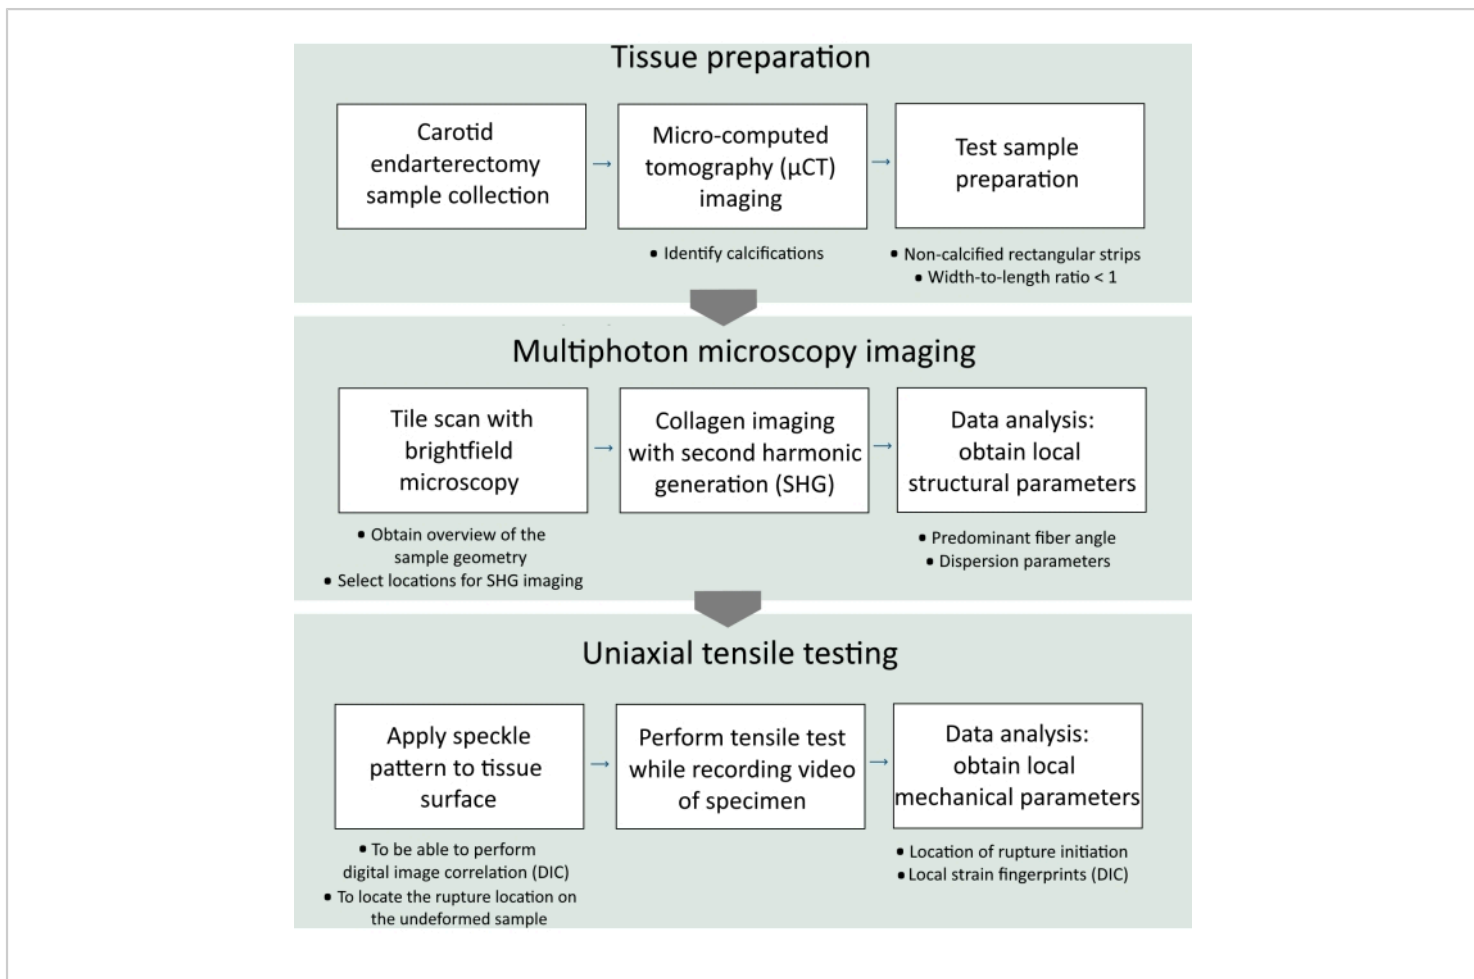 Tissue preparation
Carotid
endarterectomy
sample collection
Micro-computed
tomography (µCT)
imaging
Test sample
preparation
• Identify calcifications
• Non-calcified rectangular strips
• Width-to-length ratio < 1
Multiphoton microscopy imaging
Tile scan with
brightfield
microscopy
Collagen imaging
with second harmonic
generation (SHG)
Data analysis:
obtain local
structural parameters
• Obtain overview of the
sample geometry
• Select locations for SHG imaging
• Predominant fiber angle
• Dispersion parameters
Uniaxial tensile testing
Apply speckle
pattern to tissue
surface
Perform tensile test
while recording video
of specimen
Data analysis:
obtain local
mechanical parameters
• To be able to perform
digital image correlation (DIC)
• To locate the rupture location on
the undeformed sample
• Location of rupture initiation
• Local strain fingerprints (DIC)